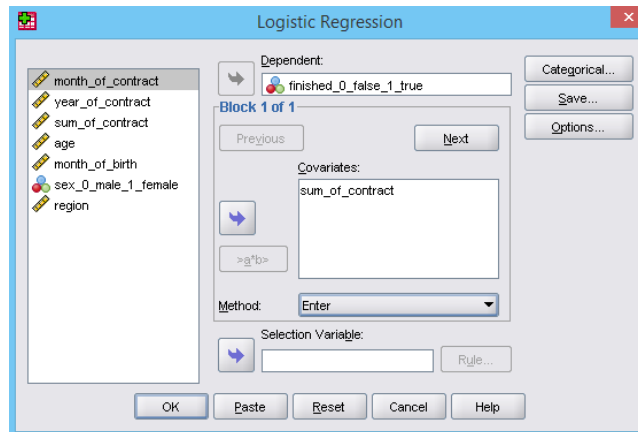 Logistic Regression
month_of_contract
year_of_contract
sum_of_contract
age
month_of_birth
sex_0_male_1_female
region
Dependent:
finished_0_false_1_true
Block 1 of 1
Previous
Next
Covariates:
sum_of_contract
>a*b>
Method:
Enter
Selection Variable:
Rule...
Categorical...
Save...
Options...
OK
Paste
Reset
Cancel
Help